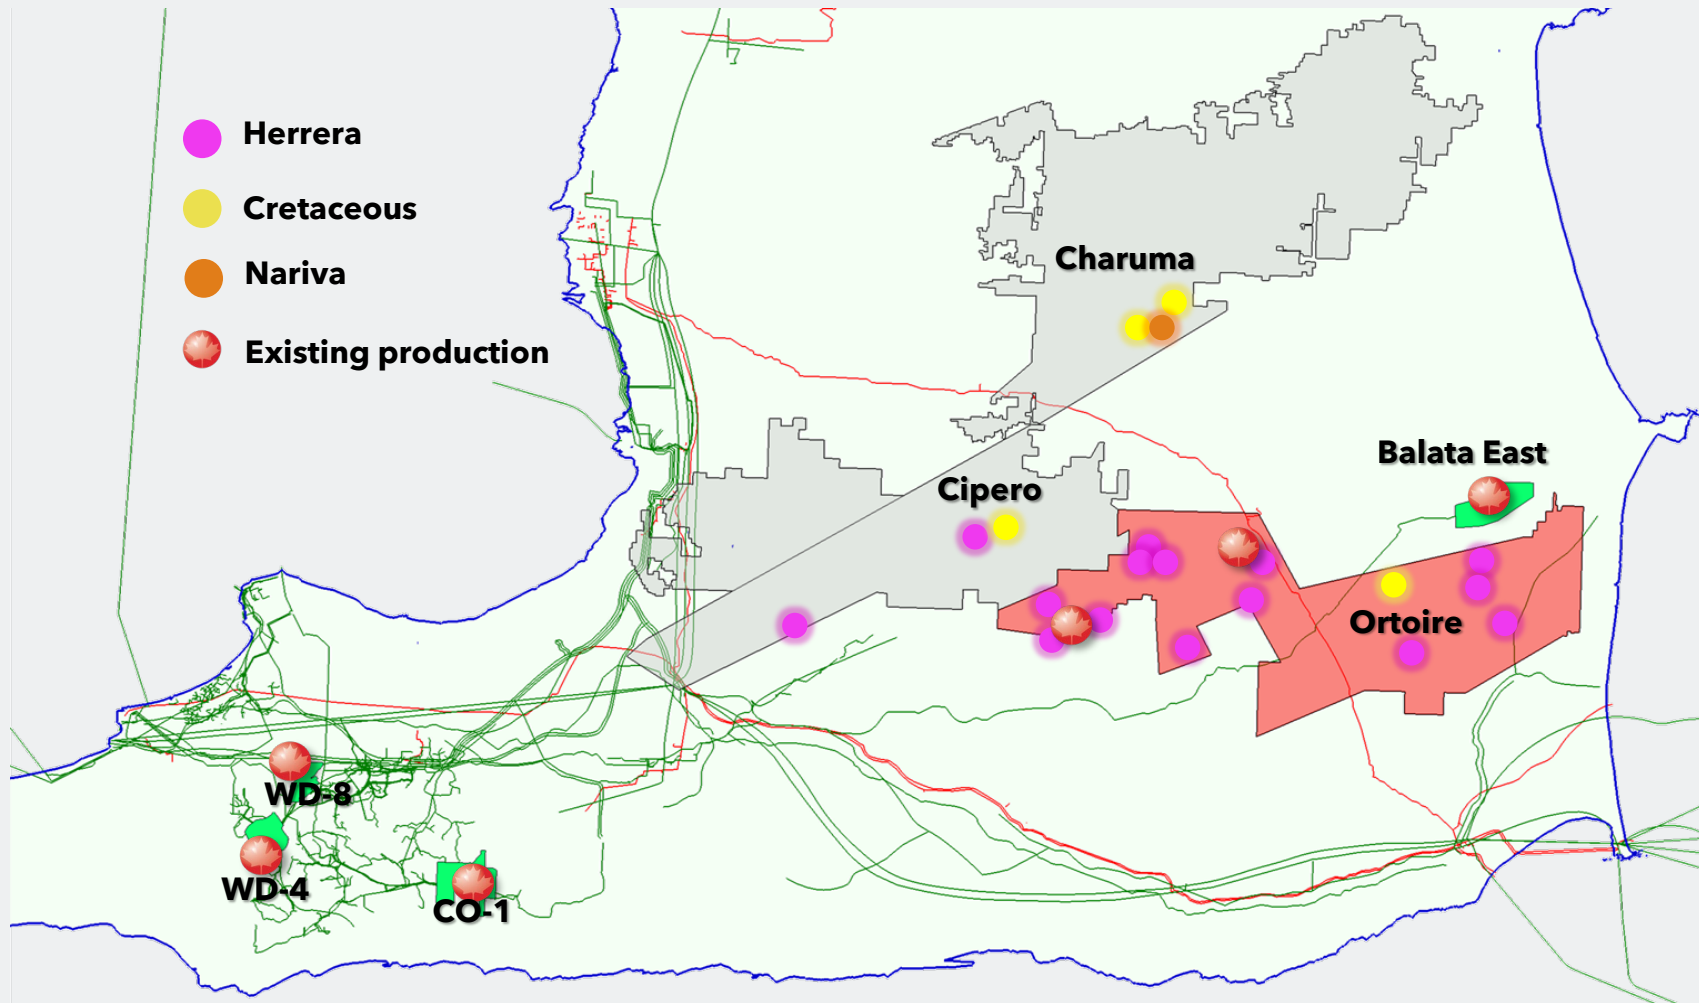 Herrera
Cretaceous
Nariva
Existing production
Charuma
Balata East
Cipero
Ortoire
WD-8
WD-4
CO-1